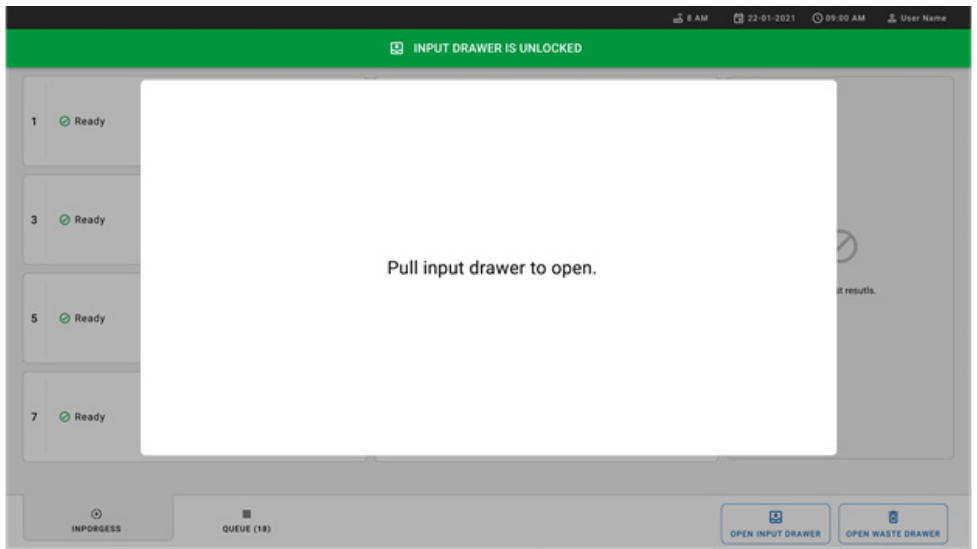 8 AM 22-01-2021 09:00 AM User Name
INPUT DRAWER IS UNLOCKED
1 Ready
3 Ready
Pull input drawer to open.
t resutls.
5 Ready
7 Ready
INPORGESS
QUEUE (18)
OPEN INPUT DRAWER
OPEN WASTE DRAWER